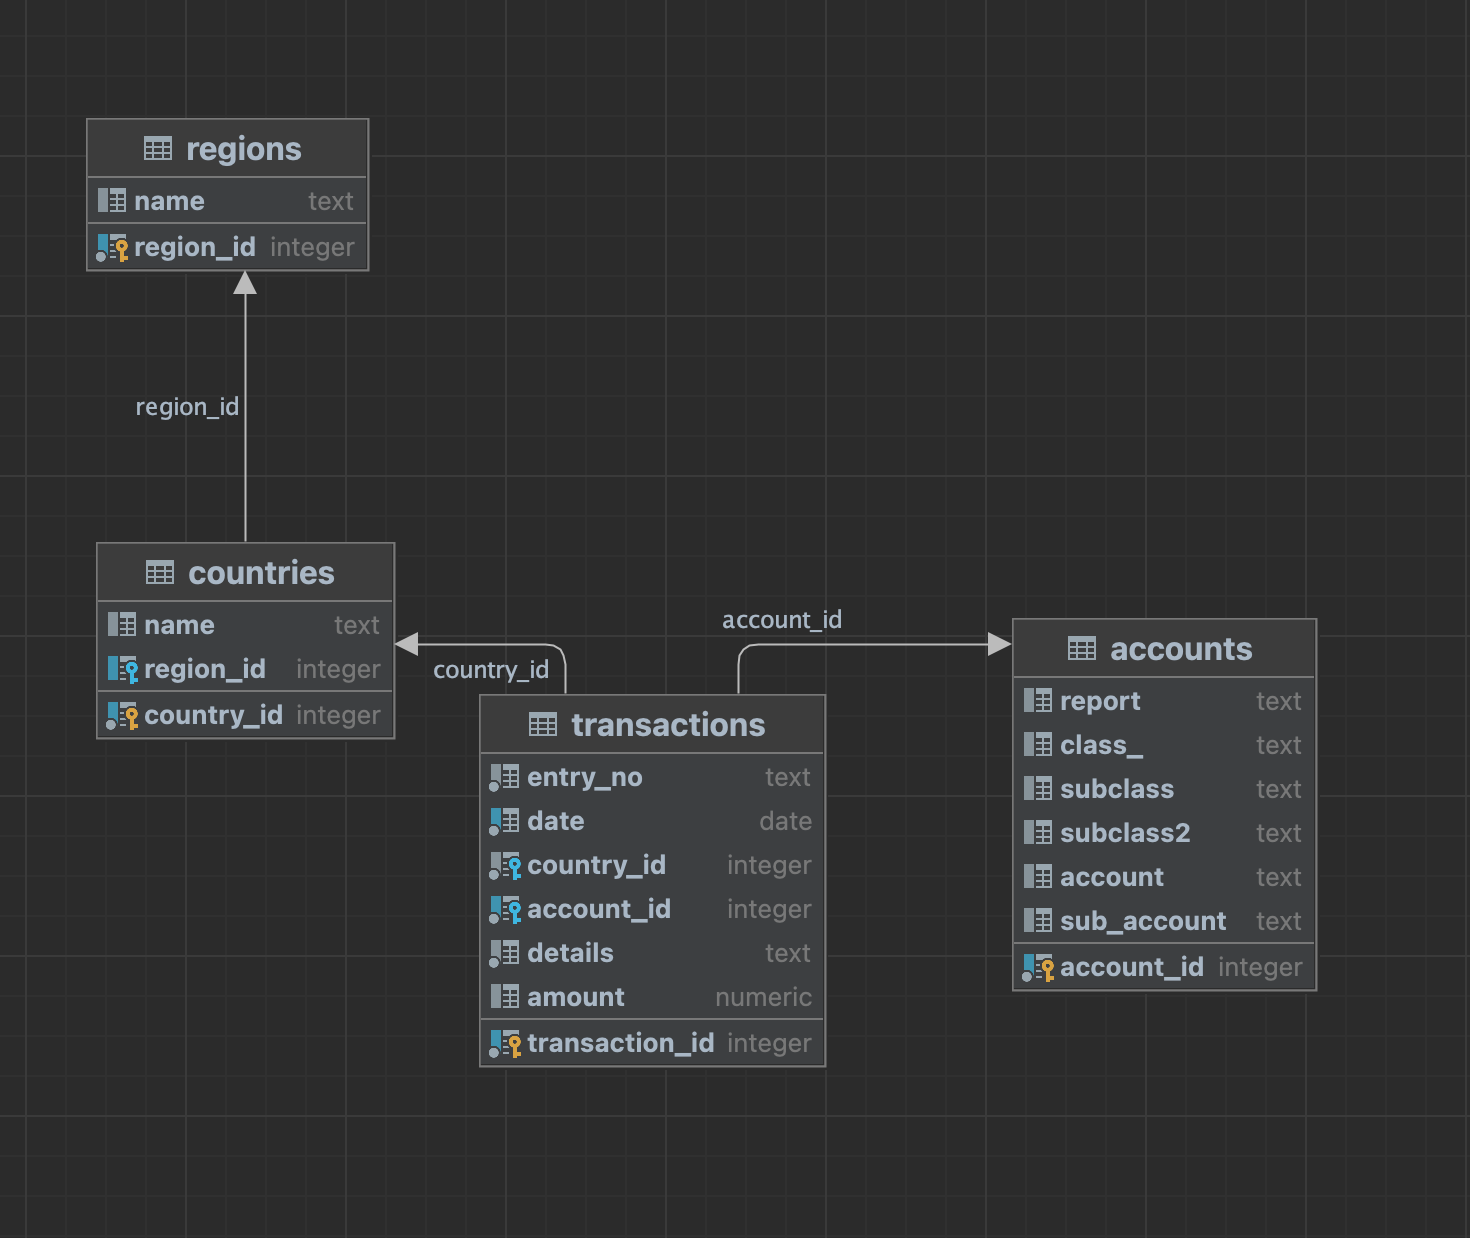 regions
name text
region_id integer
region_id
countries
name text
region_id integer
country_id integer
country_id
account_id
transactions
entry_no text
date date
country_id integer
account_id integer
details text
amount numeric
transaction_id integer
accounts
report text
class_ text
subclass text
subclass2 text
account text
sub_account text
account_id integer